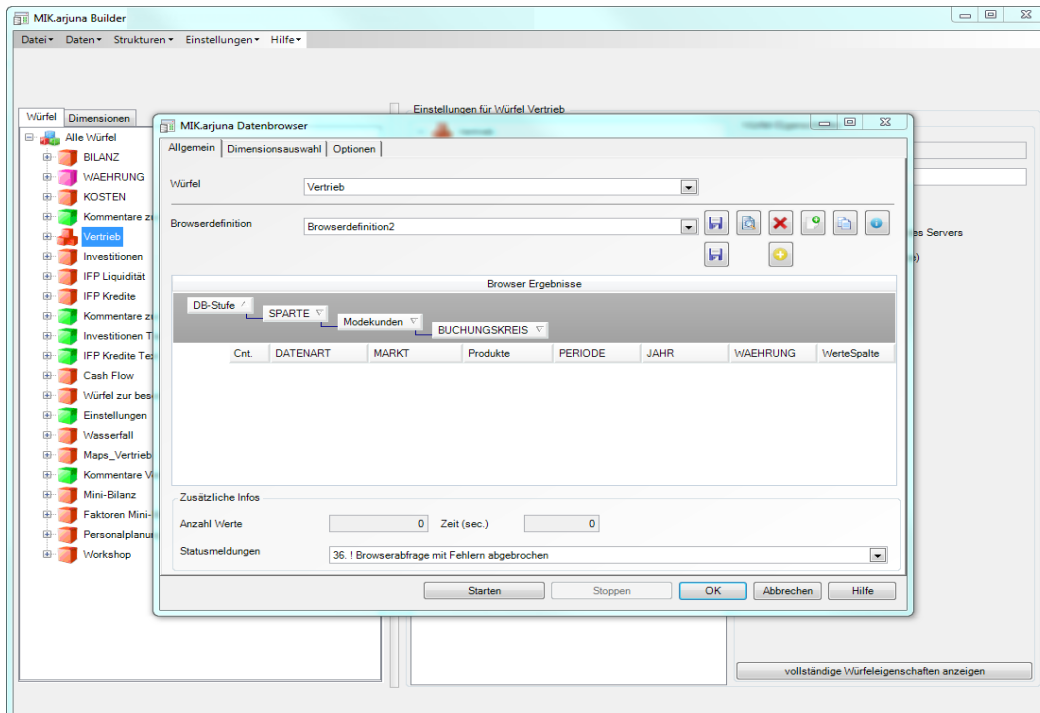 MIK.arjuna Builder
Datei Daten Strukturen Einstellungen Hilfe
Würfel Dimensionen
Alle Würfel
BILANZ
WAEHRUNG
KOSTEN
Kommentare
Vertrieb
Investitionen
IFP Liquidität
IFP Kredite
Kommentare
Investitionen
IFP Kredite
Cash Flow
Würfel zur
Einstellungen
Wasserfall
Maps_Vertrieb
Kommentare
Mini-Bilanz
Faktoren Mini-
Personalplanu
Workshop
Einstellungen für Würfel Vertrieb
es Servers
vollständige Würfeleigenschaften anzeigen
MIK.arjuna Datenbrowser
Allgemein Dimensionsauswahl Optionen
Würfel Vertrieb
Browserdefinition Browserdefinition2
Browser Ergebnisse
DB-Stufe
SPARTE
Modekunden
BUCHUNGSKREIS
Cnt. DATENART MARKT Produkte PERIODE JAHR WAEHRUNG WerteSpalte
Zusätzliche Infos
Anzahl Werte 0 Zeit (sec.) 0
Statusmeldungen 36. ! Browserabfrage mit Fehlern abgebrochen
Starten Stoppen OK Abbrechen Hilfe